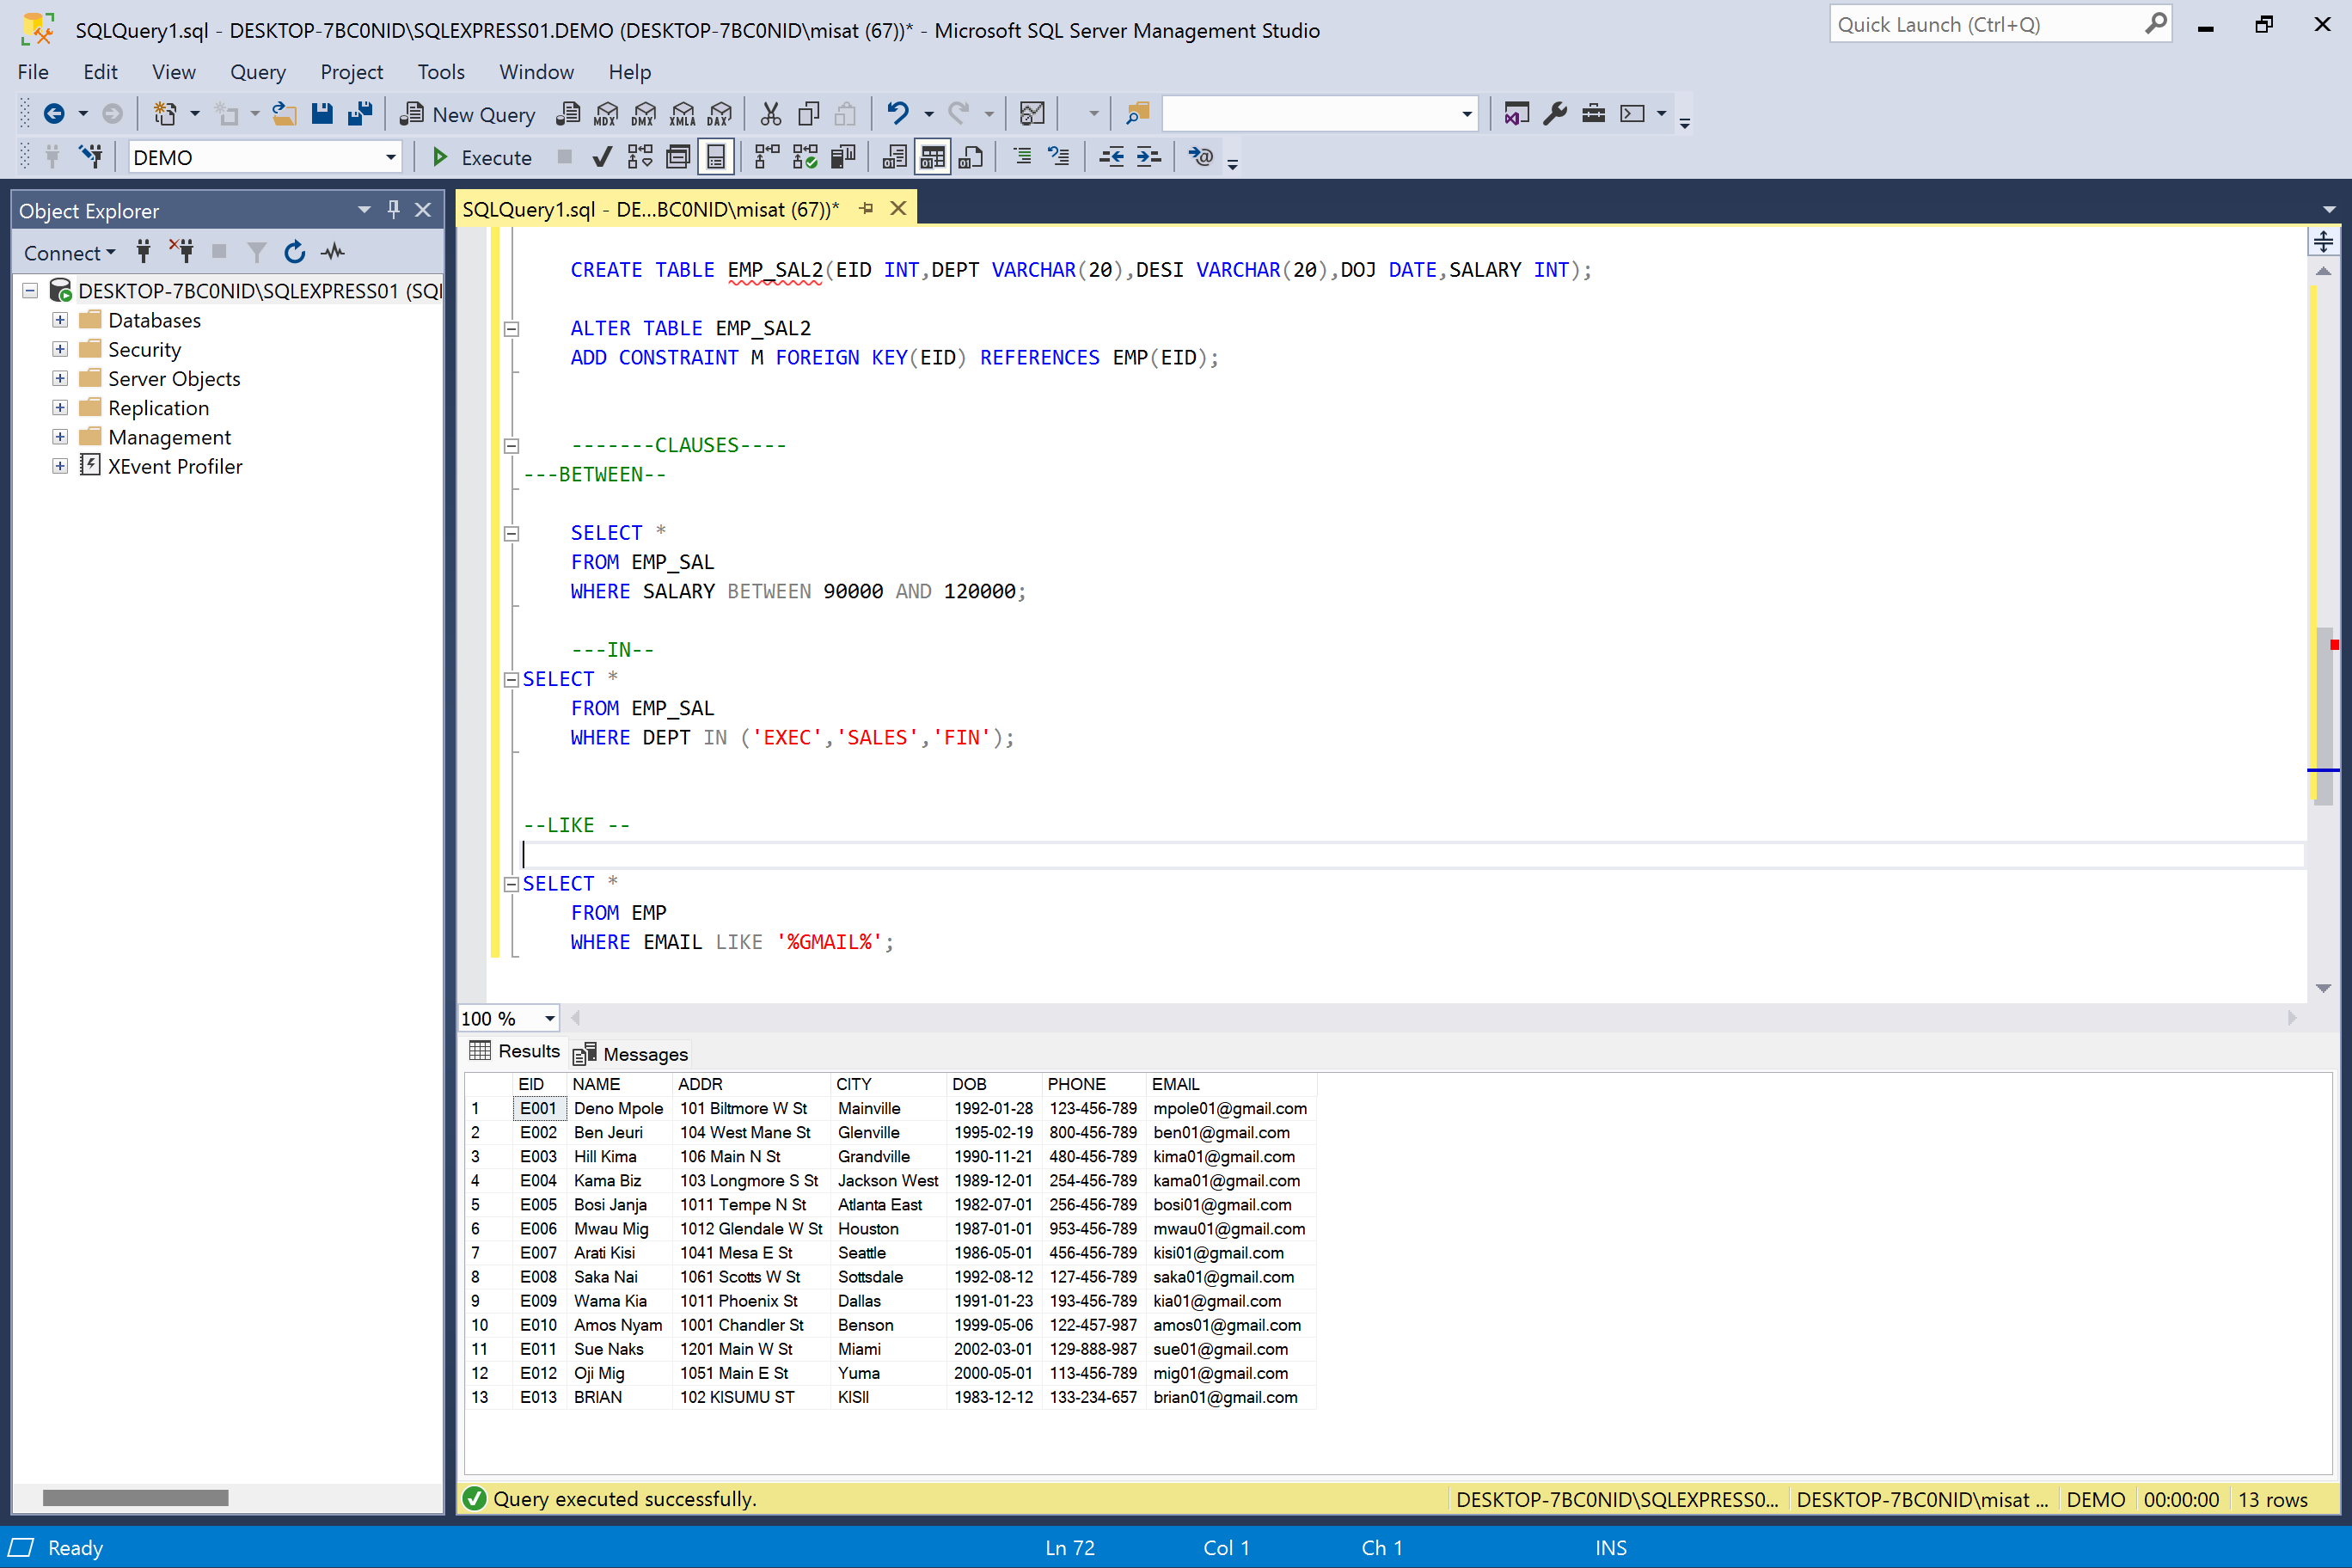 SQLQuery1.sql - DESKTOP-7BC0NID\SQLEXPRESS01.DEMO (DESKTOP-7BC0NID\misat (67))* - Microsoft SQL Server Management Studio
Quick Launch (Ctrl+Q)
File Edit View Query Project Tools Window Help
New Query MDX DMX XMLA DAX
DEMO Execute
Object Explorer
Connect
DESKTOP-7BC0NID\SQLEXPRESS01 (SQl
Databases
Security
Server Objects
Replication
Management
XEvent Profiler
SQLQuery1.sql - DE...BC0NID\misat (67))*
CREATE TABLE EMP_SAL2(EID INT,DEPT VARCHAR(20),DESI VARCHAR(20),DOJ DATE,SALARY INT);
ALTER TABLE EMP_SAL2
ADD CONSTRAINT M FOREIGN KEY(EID) REFERENCES EMP(EID);
-------CLAUSES----
---BETWEEN--
SELECT *
FROM EMP_SAL
WHERE SALARY BETWEEN 90000 AND 120000;
---IN--
SELECT *
FROM EMP_SAL
WHERE DEPT IN ('EXEC','SALES','FIN');
--LIKE --
SELECT *
FROM EMP
WHERE EMAIL LIKE '%GMAIL%';
100 %
Results Messages
EID NAME ADDR CITY DOB PHONE EMAIL
1 E001 Deno Mpole 101 Biltmore W St Mainville 1992-01-28 123-456-789 mpole01@gmail.com
2 E002 Ben Jeuri 104 West Mane St Glenville 1995-02-19 800-456-789 ben01@gmail.com
3 E003 Hill Kima 106 Main N St Grandville 1990-11-21 480-456-789 kima01@gmail.com
4 E004 Kama Biz 103 Longmore S St Jackson West 1989-12-01 254-456-789 kama01@gmail.com
5 E005 Bosi Janja 1011 Tempe N St Atlanta East 1982-07-01 256-456-789 bosi01@gmail.com
6 E006 Mwau Mig 1012 Glendale W St Houston 1987-01-01 953-456-789 mwau01@gmail.com
7 E007 Arati Kisi 1041 Mesa E St Seattle 1986-05-01 456-456-789 kisi01@gmail.com
8 E008 Saka Nai 1061 Scotts W St Sottsdale 1992-08-12 127-456-789 saka01@gmail.com
9 E009 Wama Kia 1011 Phoenix St Dallas 1991-01-23 193-456-789 kia01@gmail.com
10 E010 Amos Nyam 1001 Chandler St Benson 1999-05-06 122-457-987 amos01@gmail.com
11 E011 Sue Naks 1201 Main W St Miami 2002-03-01 129-888-987 sue01@gmail.com
12 E012 Oji Mig 1051 Main E St Yuma 2000-05-01 113-456-789 mig01@gmail.com
13 E013 BRIAN 102 KISUMU ST KISII 1983-12-12 133-234-657 brian01@gmail.com
Query executed successfully. DESKTOP-7BC0NID\SQLEXPRESS0... DESKTOP-7BC0NID\misat ... DEMO 00:00:00 13 rows
Ready Ln 72 Col 1 Ch 1 INS